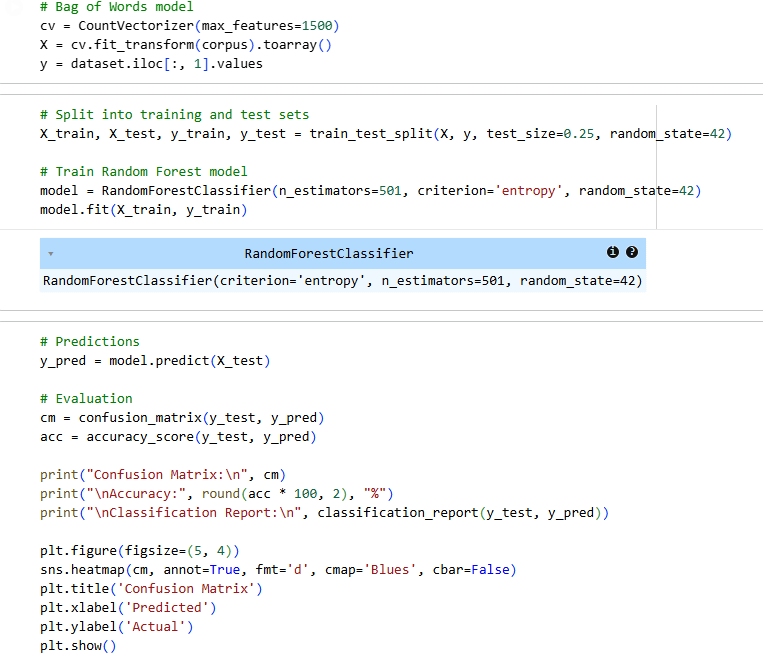 # Bag of Words model
cv = CountVectorizer(max_features=1500)
X = cv.fit_transform(corpus).toarray()
y = dataset.iloc[:, 1].values
# Split into training and test sets
X_train, X_test, y_train, y_test = train_test_split(X, y, test_size=0.25, random_state=42)
# Train Random Forest model
model = RandomForestClassifier(n_estimators=501, criterion='entropy', random_state=42)
model.fit(X_train, y_train)
RandomForestClassifier
RandomForestClassifier(criterion='entropy', n_estimators=501, random_state=42)
# Predictions
y_pred = model.predict(X_test)
# Evaluation
cm = confusion_matrix(y_test, y_pred)
acc = accuracy_score(y_test, y_pred)
print("Confusion Matrix:\n", cm)
print("\nAccuracy:", round(acc * 100, 2), "%")
print("\nClassification Report:\n", classification_report(y_test, y_pred))
plt.figure(figsize=(5, 4))
sns.heatmap(cm, annot=True, fmt='d', cmap='Blues', cbar=False)
plt.title('Confusion Matrix')
plt.xlabel('Predicted')
plt.ylabel('Actual')
plt.show()